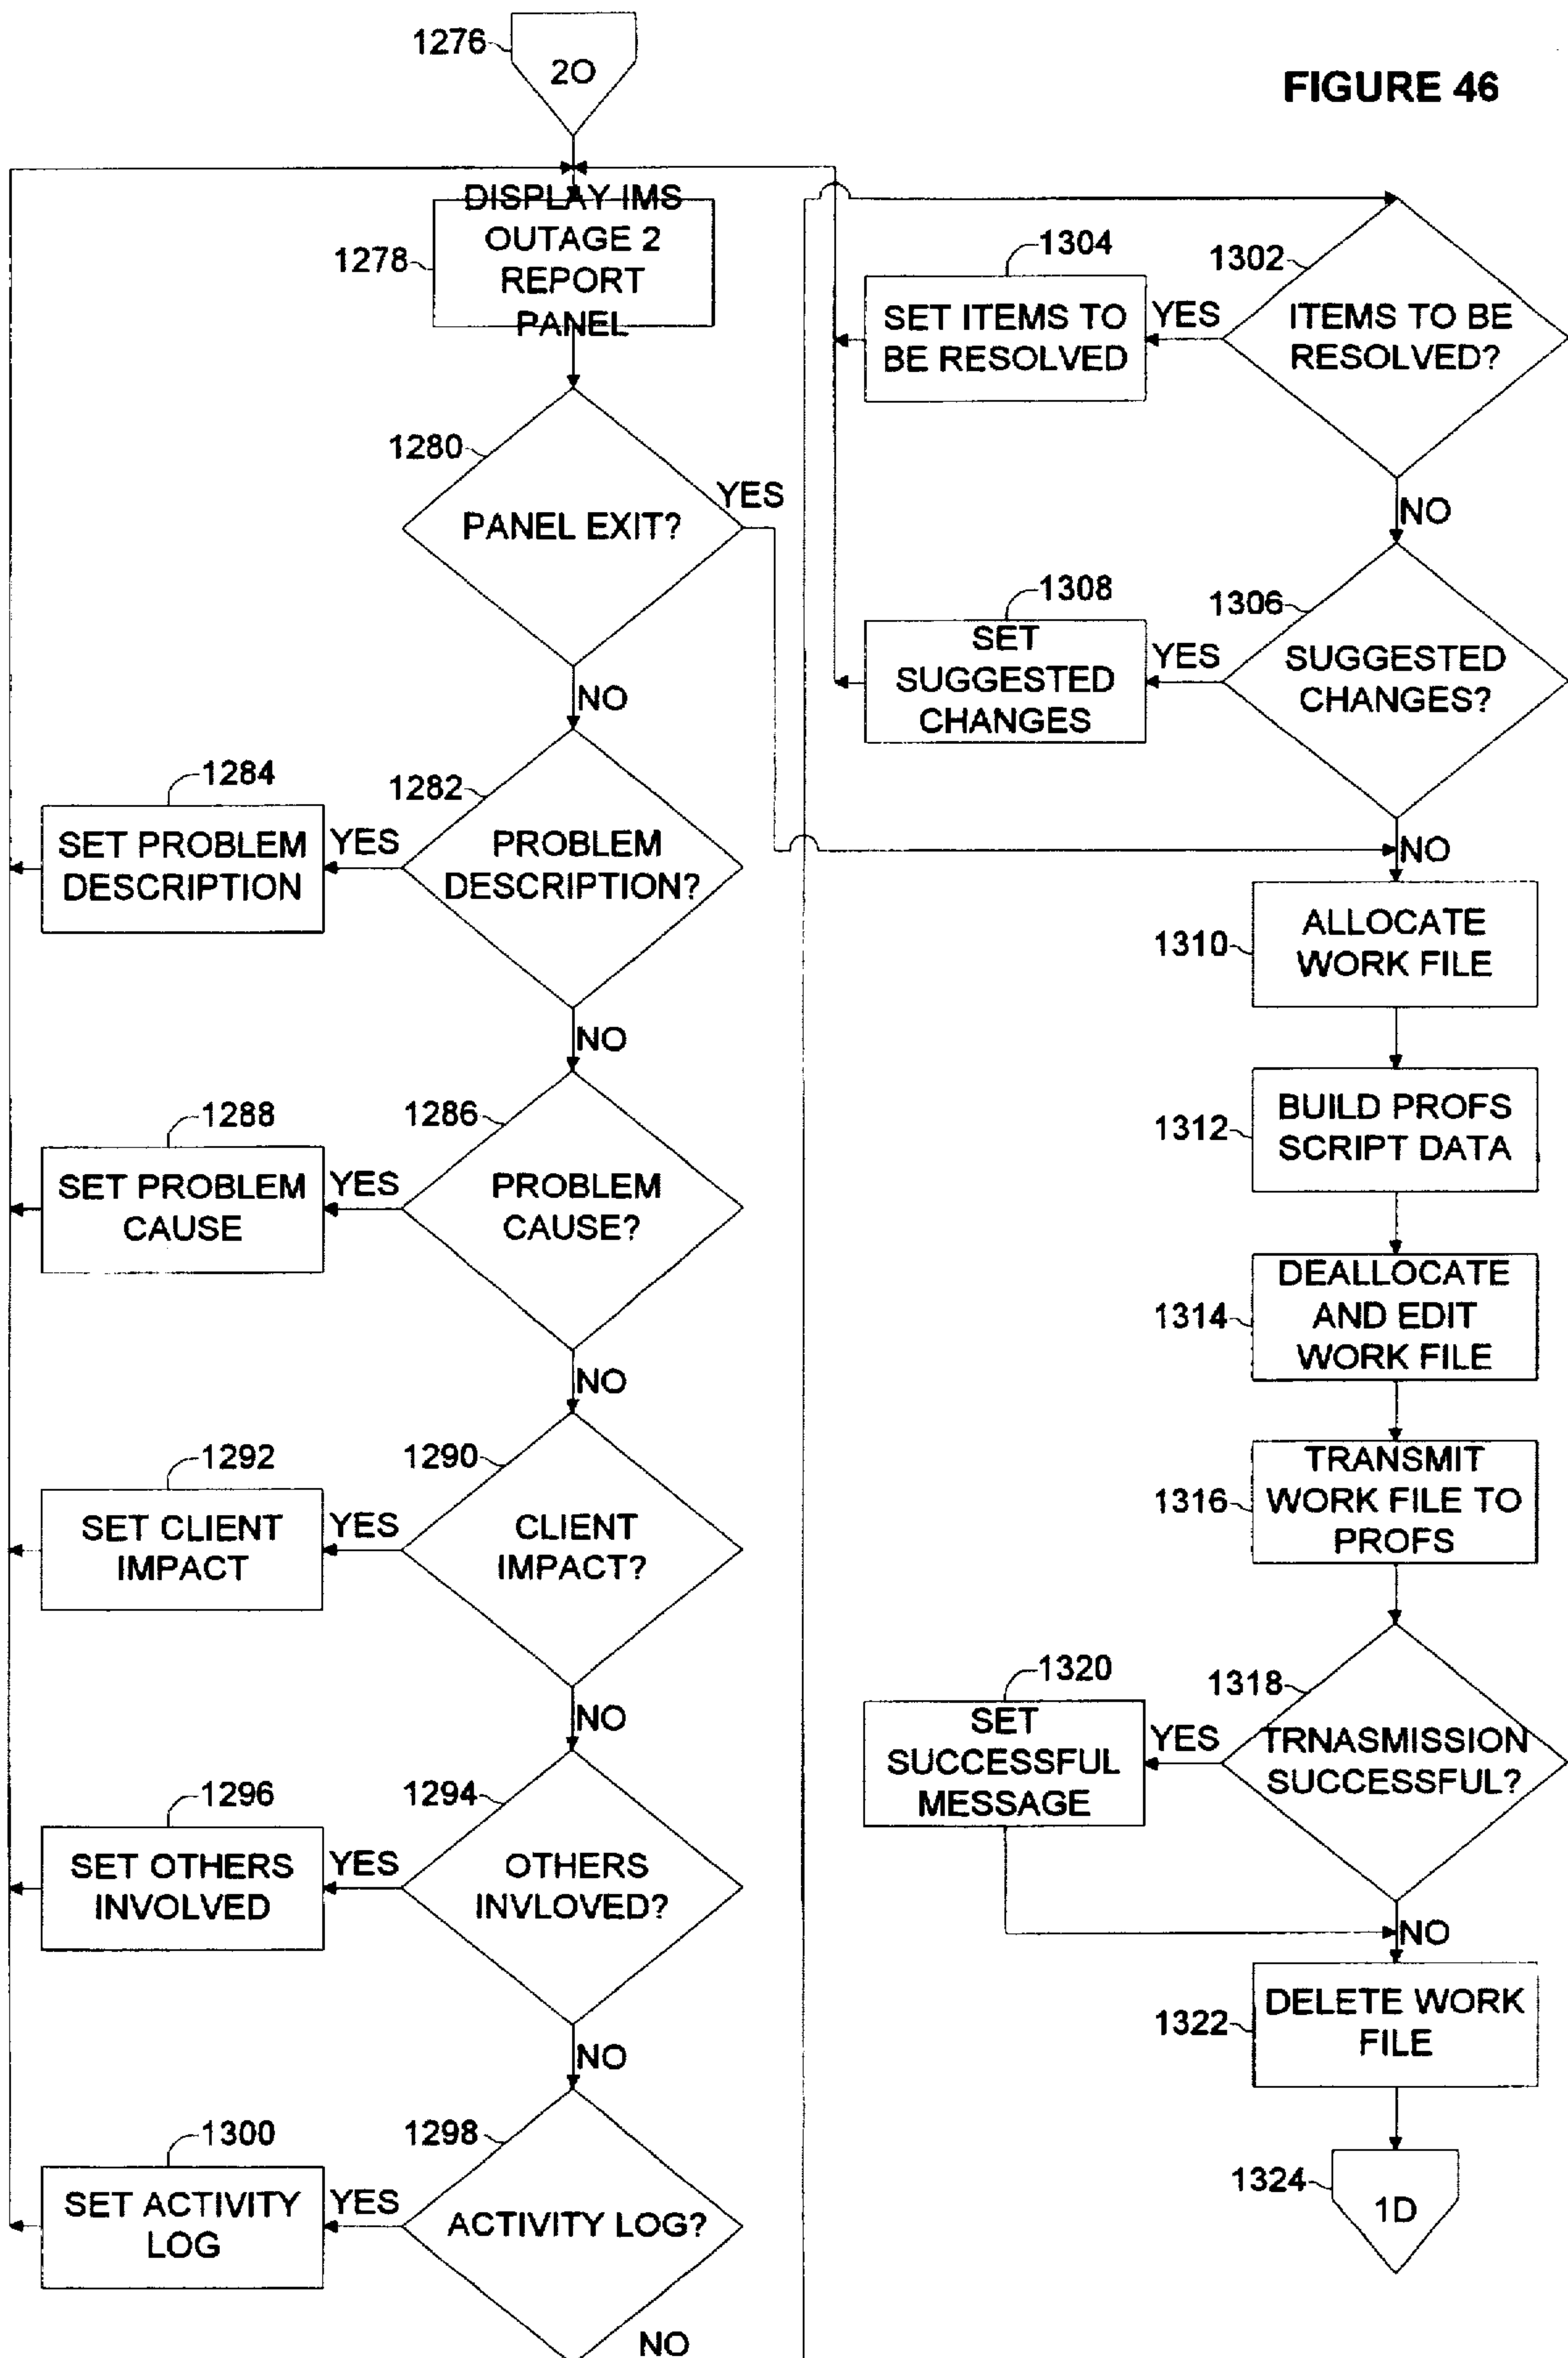 FIGURE 46
1276
2O
1278
DISPLAY IMS
OUTAGE 2
REPORT
PANEL
1280
PANEL EXIT?
YES
NO
1282
PROBLEM
DESCRIPTION?
YES
1284
SET PROBLEM
DESCRIPTION
NO
1286
PROBLEM
CAUSE?
YES
1288
SET PROBLEM
CAUSE
NO
1290
CLIENT
IMPACT?
YES
1292
SET CLIENT
IMPACT
NO
1294
OTHERS
INVLOVED?
YES
1296
SET OTHERS
INVOLVED
NO
1298
ACTIVITY LOG?
YES
1300
SET ACTIVITY
LOG
NO
1302
ITEMS TO BE
RESOLVED?
YES
1304
SET ITEMS TO
BE RESOLVED
NO
1306
SUGGESTED
CHANGES?
YES
1308
SET
SUGGESTED
CHANGES
NO
1310
ALLOCATE
WORK FILE
1312
BUILD PROFS
SCRIPT DATA
1314
DEALLOCATE
AND EDIT
WORK FILE
1316
TRANSMIT
WORK FILE TO
PROFS
1318
TRNASMISSION
SUCCESSFUL?
YES
1320
SET
SUCCESSFUL
MESSAGE
NO
1322
DELETE WORK
FILE
1324
1D